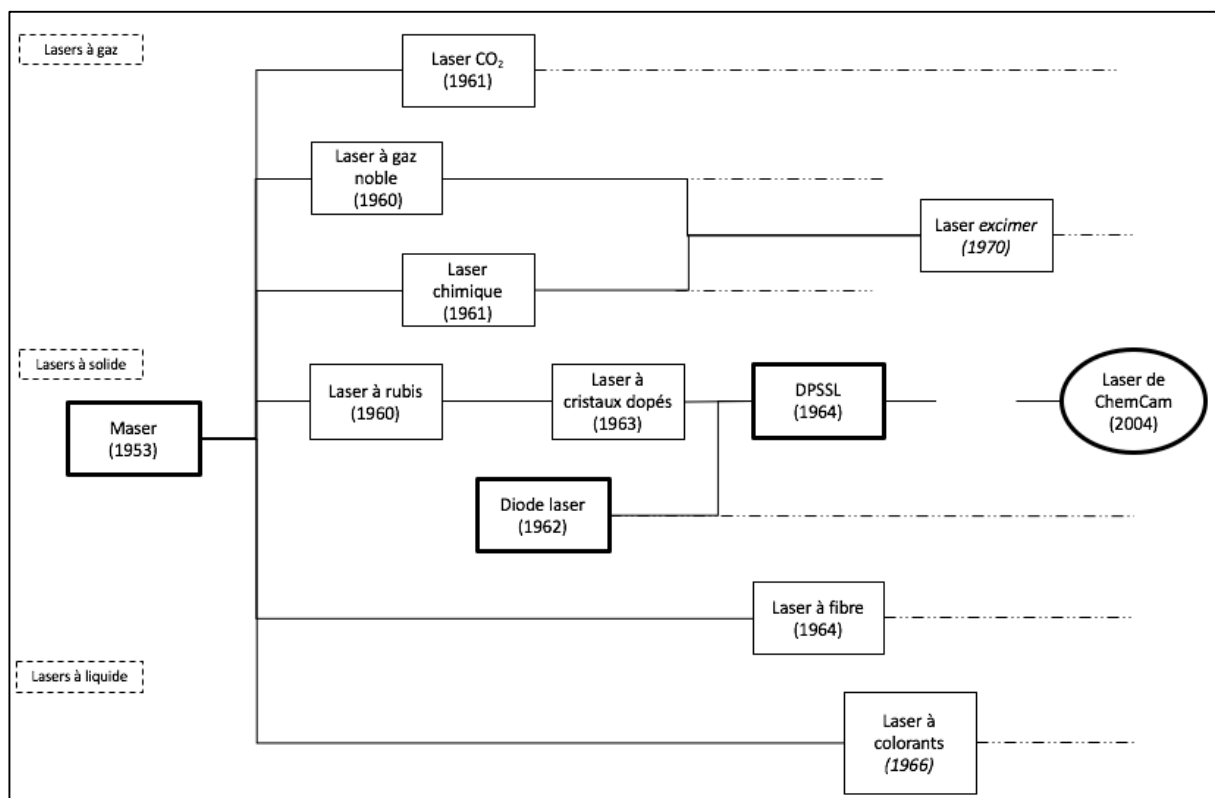 Lasers à gaz
Laser CO₂
(1961)
Laser à gaz
noble
(1960)
Laser excimer
(1970)
Laser
chimique
(1961)
Lasers à solide
Laser à rubis
(1960)
Laser à
cristaux dopés
(1963)
DPSSL
(1964)
Laser de
ChemCam
(2004)
Maser
(1953)
Diode laser
(1962)
Laser à fibre
(1964)
Lasers à liquide
Laser à
colorants
(1966)